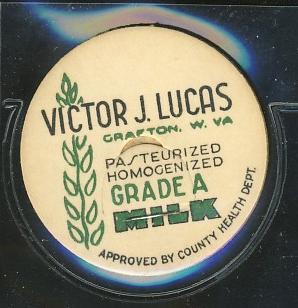 VICTOR J. LUCAS
GRAFTON, W. VA
PASTEURIZED
HOMOGENIZED
GRADE A
MILK
APPROVED BY COUNTY HEALTH DEPT.